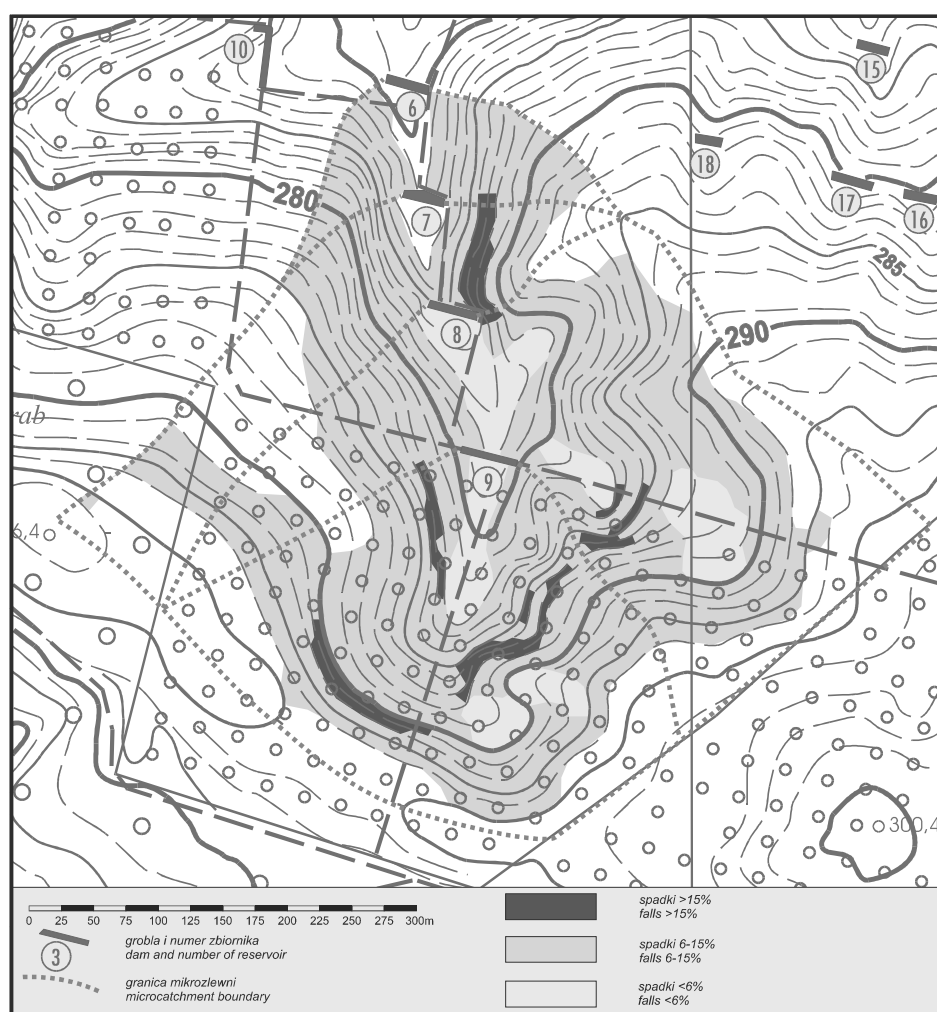 10
15
6
18
17
16
280
7
285
8
290
rab
9
6,4
300,4
0 25 50 75 100 125 150 175 200 225 250 275 300m
spadki >15%
falls >15%
3
grobla i numer zbiornika
dam and number of reservoir
spadki 6-15%
falls 6-15%
granica mikrozlewni
microcatchment boundary
spadki <6%
falls <6%